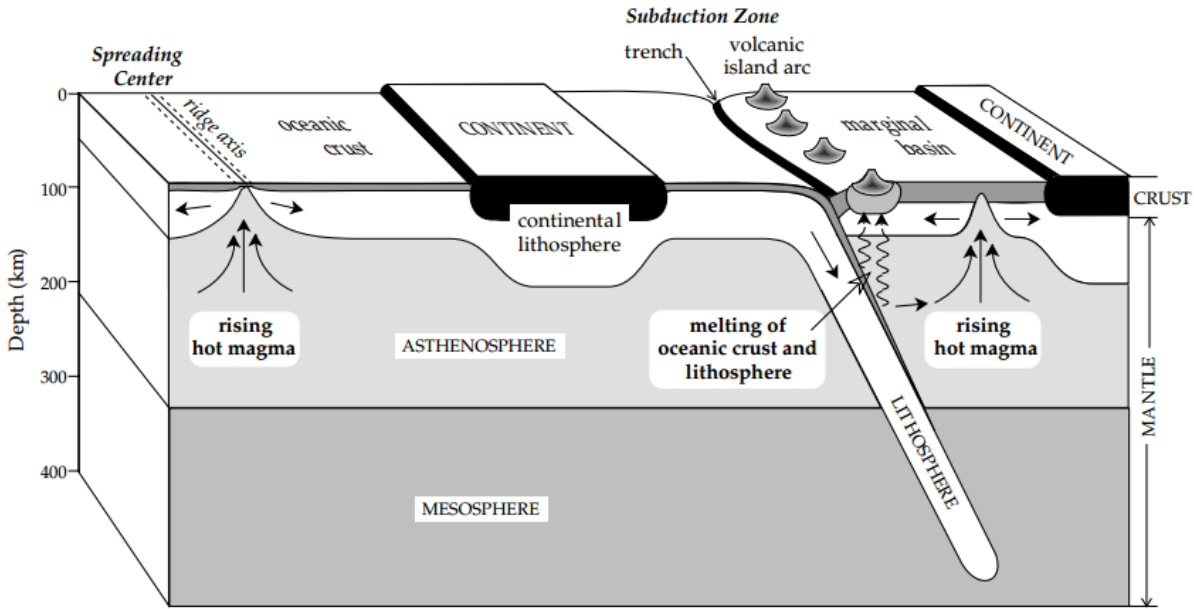 Subduction Zone
trench
volcanic
island arc
Spreading
Center
ridge axis
oceanic
crust
CONTINENT
marginal
basin
CONTINENT
0
100
200
300
400
Depth (km)
continental
lithosphere
CRUST
rising
hot magma
ASTHENOSPHERE
melting of
oceanic crust and
lithosphere
rising
hot magma
LITHOSPHERE
MANTLE
MESOSPHERE